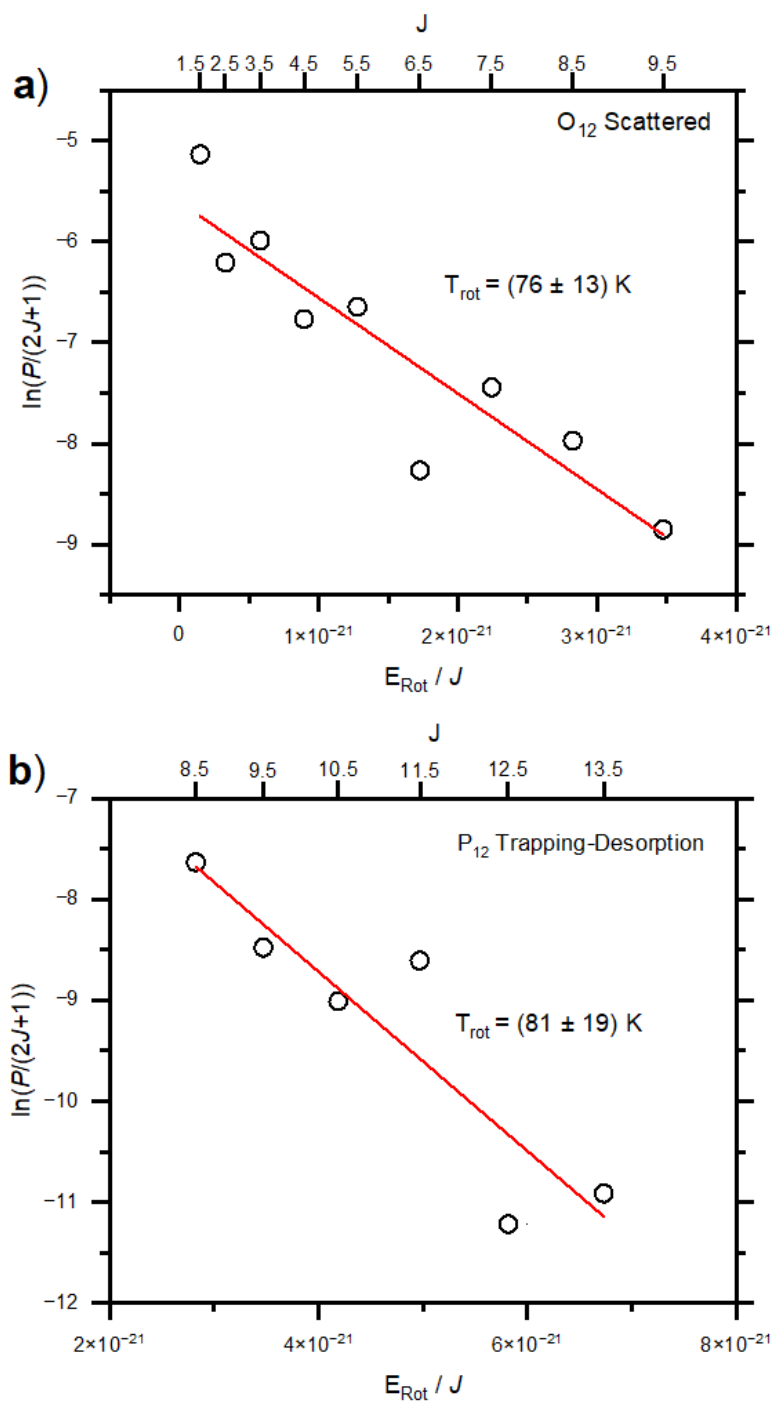 J
1.5 2.5 3.5 4.5 5.5 6.5 7.5 8.5 9.5
a)
O₁₂ Scattered
T_rot = (76 ± 13) K
ln(P/(2J+1))
−5
−6
−7
−8
−9
0 1×10⁻²¹ 2×10⁻²¹ 3×10⁻²¹ 4×10⁻²¹
E_Rot / J
J
8.5 9.5 10.5 11.5 12.5 13.5
b)
P₁₂ Trapping-Desorption
T_rot = (81 ± 19) K
ln(P/(2J+1))
−7
−8
−9
−10
−11
−12
2×10⁻²¹ 4×10⁻²¹ 6×10⁻²¹ 8×10⁻²¹
E_Rot / J